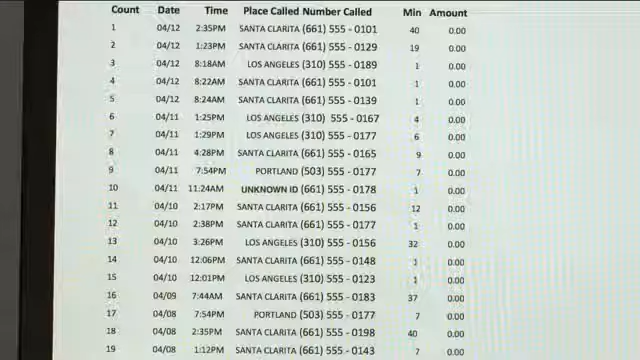 Count Date Time Place Called Number Called Min Amount
1 04/12 2:35PM SANTA CLARITA (661) 555 - 0101 40 0.00
2 04/12 1:23PM SANTA CLARITA (661) 555 - 0129 19 0.00
3 04/12 8:18AM LOS ANGELES (310) 555 - 0189 1 0.00
4 04/12 8:22AM SANTA CLARITA (661) 555 - 0101 1 0.00
5 04/12 8:24AM SANTA CLARITA (661) 555 - 0139 1 0.00
6 04/11 1:25PM LOS ANGELES (310) 555 - 0167 4 0.00
7 04/11 1:29PM LOS ANGELES (310) 555 - 0177 6 0.00
8 04/11 4:28PM SANTA CLARITA (661) 555 - 0165 9 0.00
9 04/11 7:54PM PORTLAND (503) 555 - 0177 7 0.00
10 04/11 11:24AM UNKNOWN ID (661) 555 - 0178 1 0.00
11 04/10 2:17PM SANTA CLARITA (661) 555 - 0156 12 0.00
12 04/10 2:38PM SANTA CLARITA (661) 555 - 0177 1 0.00
13 04/10 3:26PM LOS ANGELES (310) 555 - 0156 32 0.00
14 04/10 12:06PM SANTA CLARITA (661) 555 - 0148 1 0.00
15 04/10 12:01PM LOS ANGELES (310) 555 - 0123 1 0.00
16 04/09 7:44AM SANTA CLARITA (661) 555 - 0183 37 0.00
17 04/08 7:54PM PORTLAND (503) 555 - 0177 7 0.00
18 04/08 2:35PM SANTA CLARITA (661) 555 - 0198 40 0.00
19 04/08 1:12PM SANTA CLARITA (661) 555 - 0143 7 0.00